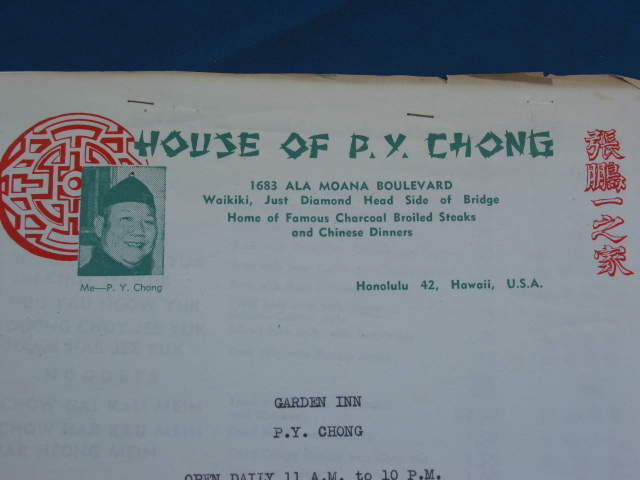 HOUSE OF P.Y. CHONG
1683 ALA MOANA BOULEVARD
Waikiki, Just Diamond Head Side of Bridge
Home of Famous Charcoal Broiled Steaks
and Chinese Dinners
Me—P. Y. Chong
Honolulu 42, Hawaii, U.S.A.
張鵬一之家
NOODLES
GARDEN INN
P.Y. CHONG
OPEN DAILY 11 A.M. to 10 P.M.